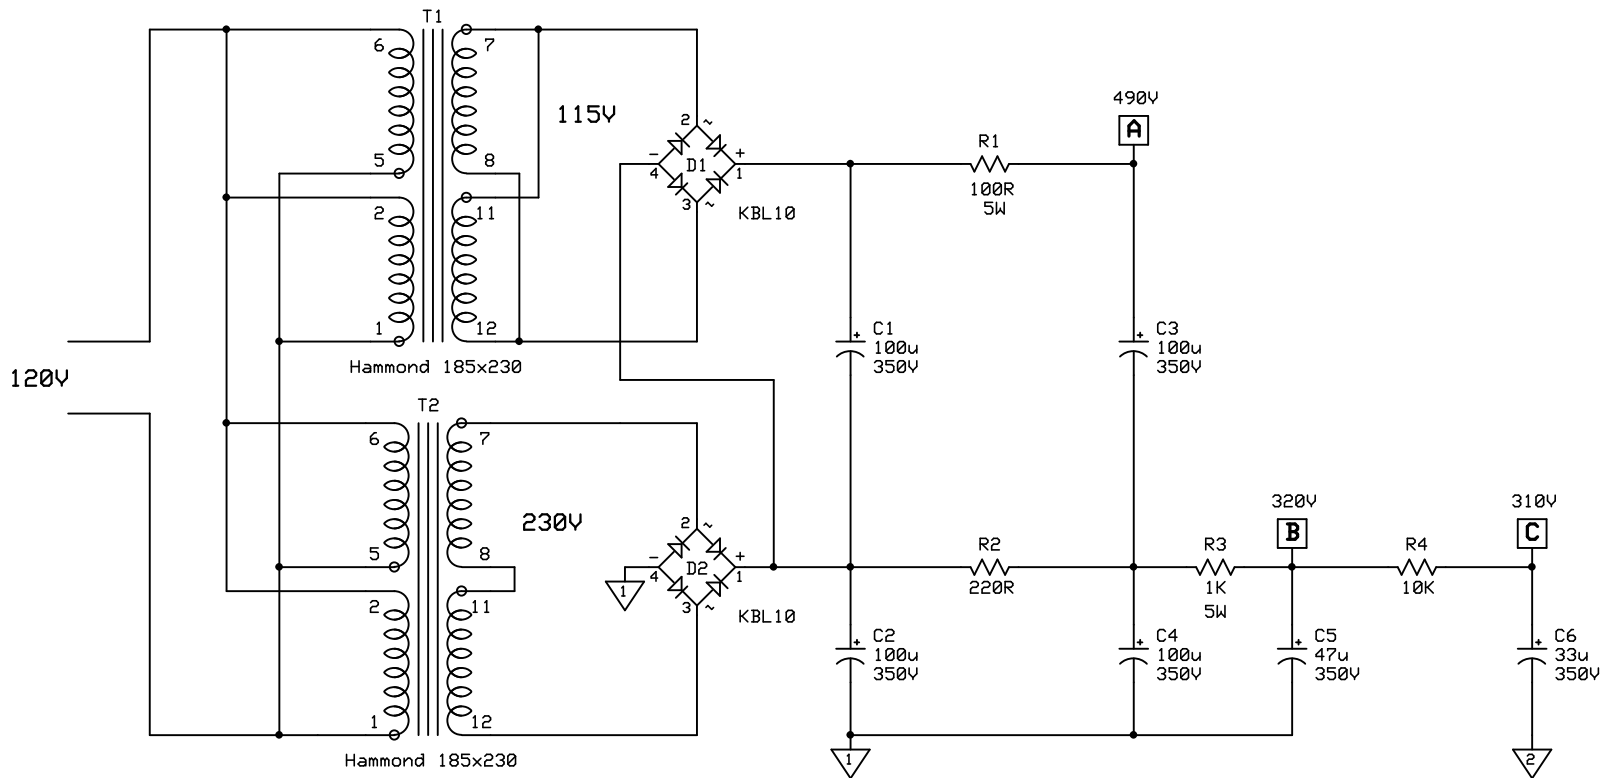 T1
6
7
115V
490V
A
2
~
R1
5
8
-
D1
+
4
1
100R
5W
2
11
3
~
KBL10
1
12
C1
100u
350V
C3
100u
350V
Hammond 185x230
120V
T2
6
7
230V
2
~
320V
B
310V
C
5
8
-
D2
+
4
1
R2
220R
R3
1K
5W
R4
10K
1
2
11
3
~
KBL10
C2
100u
350V
C4
100u
350V
C5
47u
350V
C6
33u
350V
1
12
Hammond 185x230
1
2
+
+
+
+
+
+